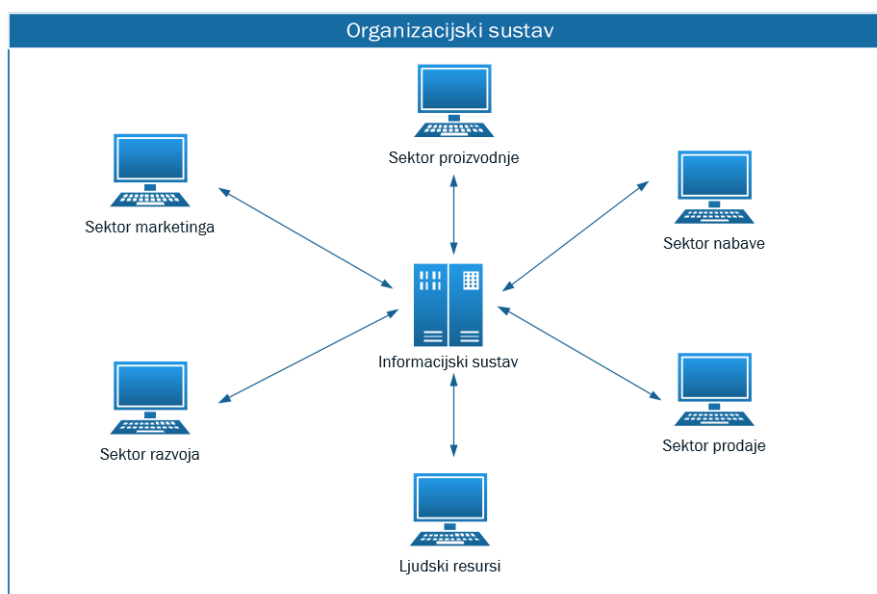 Organizacijski sustav
Sektor proizvodnje
Sektor marketinga
Sektor nabave
Informacijski sustav
Sektor razvoja
Sektor prodaje
Ljudski resursi